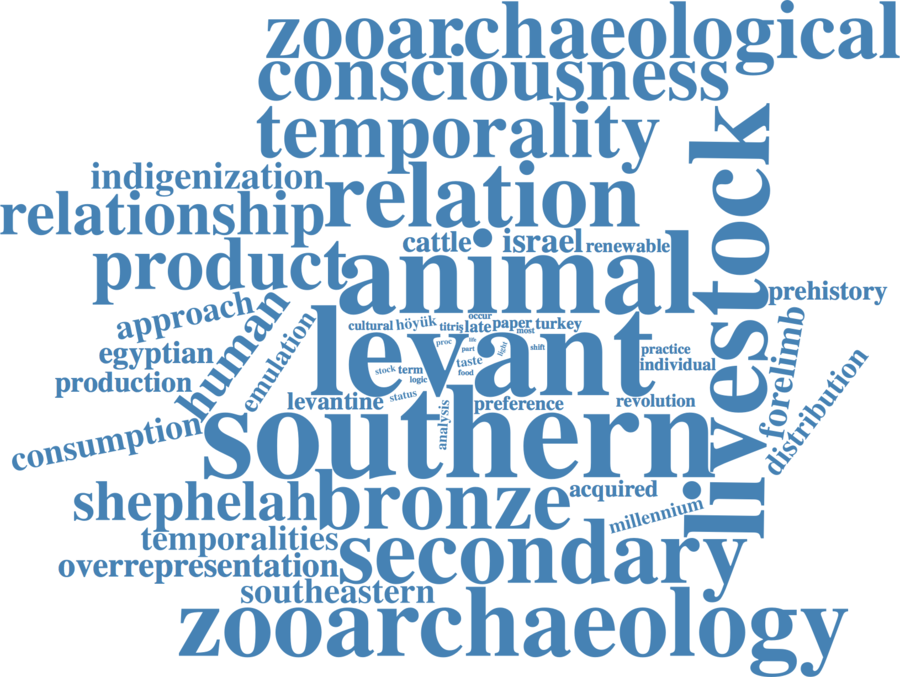 zooarchaeological
consciousness
temporality
livestock
indigenization
relation
relationship
cattle
israel
renewable
product
animal
prehistory
approach
human
emulation
levant
cultural
höyük
titriş
late
occur
paper
most
turkey
proc
life
part
light
shift
practice
individual
egyptian
production
stock
term
taste
food
logic
status
levantine
analysis
preference
revolution
forelimb
distribution
consumption
southern
shephelah
bronze
acquired
millennium
temporalities
secondary
overrepresentation
southeastern
zooarchaeology